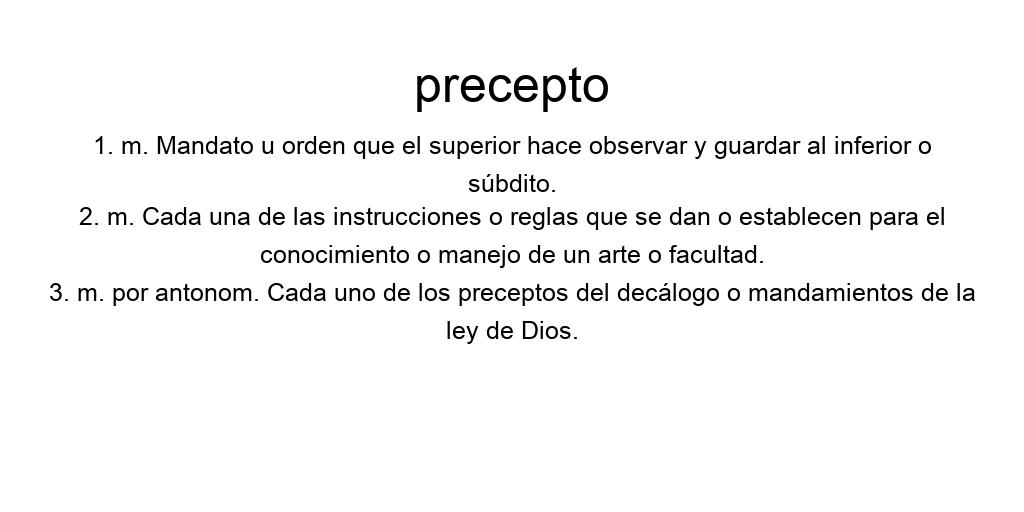 precepto
1. m. Mandato u orden que el superior hace observar y guardar al inferior o
súbdito.
2. m. Cada una de las instrucciones o reglas que se dan o establecen para el
conocimiento o manejo de un arte o facultad.
3. m. por antonom. Cada uno de los preceptos del decálogo o mandamientos de la
ley de Dios.